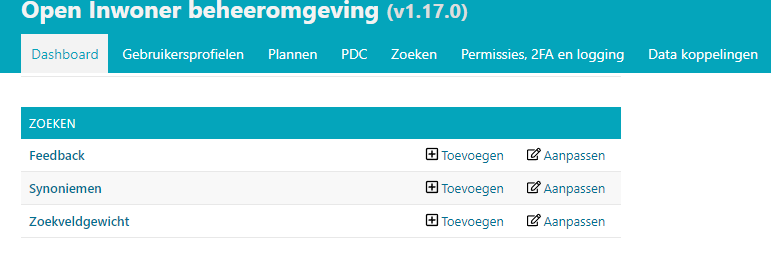 Open Inwoner beheeromgeving (v1.17.0)
Dashboard Gebruikersprofielen Plannen PDC Zoeken Permissies, 2FA en logging Data koppelingen
ZOEKEN
Feedback Toevoegen Aanpassen
Synoniemen Toevoegen Aanpassen
Zoekveldgewicht Toevoegen Aanpassen